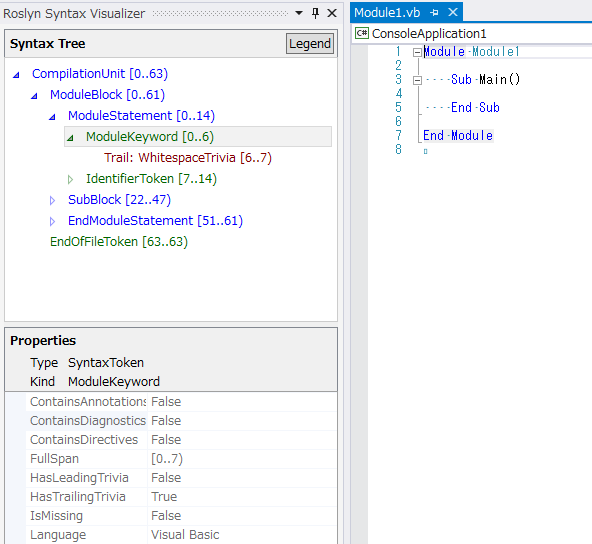 Roslyn Syntax Visualizer
Syntax Tree
Legend
CompilationUnit [0..63)
ModuleBlock [0..61)
ModuleStatement [0..14)
ModuleKeyword [0..6)
Trail: WhitespaceTrivia [6..7)
IdentifierToken [7..14)
SubBlock [22..47)
EndModuleStatement [51..61)
EndOfFileToken [63..63)
Properties
Type SyntaxToken
Kind ModuleKeyword
ContainsAnnotations False
ContainsDiagnostics False
ContainsDirectives False
FullSpan [0..7)
HasLeadingTrivia False
HasTrailingTrivia True
IsMissing False
Language Visual Basic
Module1.vb
C# ConsoleApplication1
1 Module·Module1
2
3 ····Sub·Main()
4
5 ····End·Sub
6
7 End·Module
8